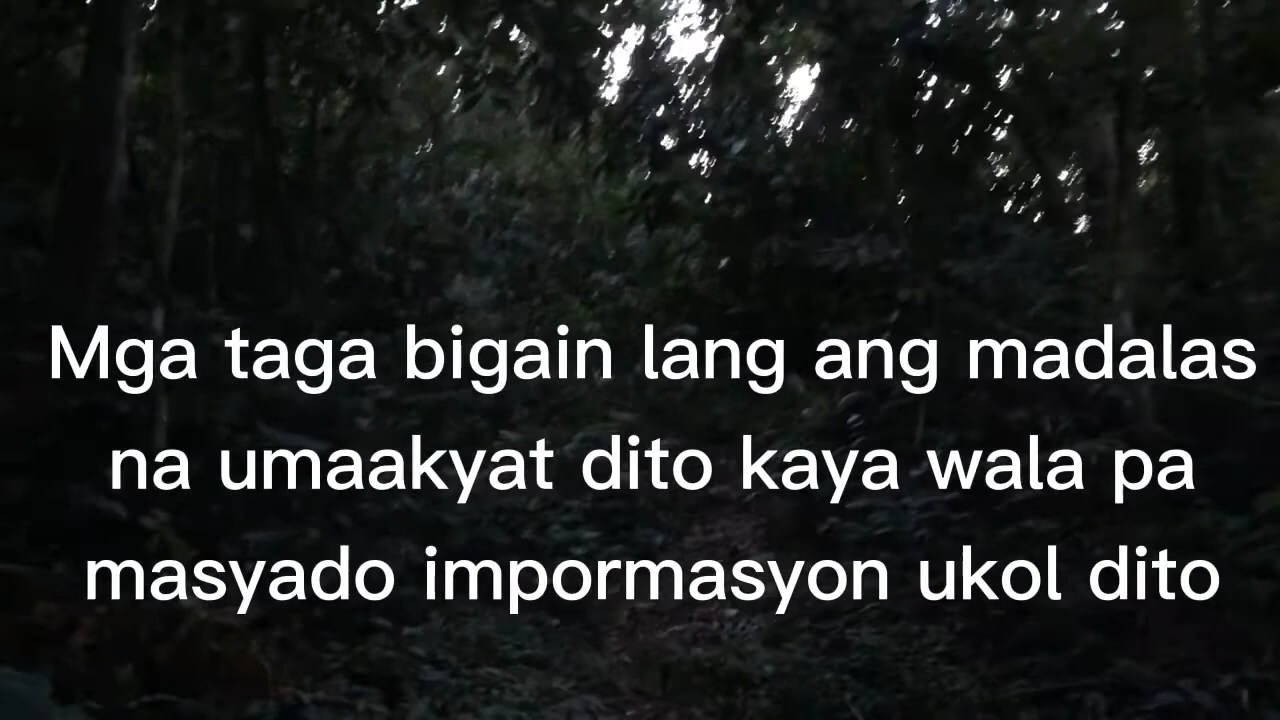 Mga taga bigain lang ang madalas
na umaakyat dito kaya wala pa
masyado impormasyon ukol dito